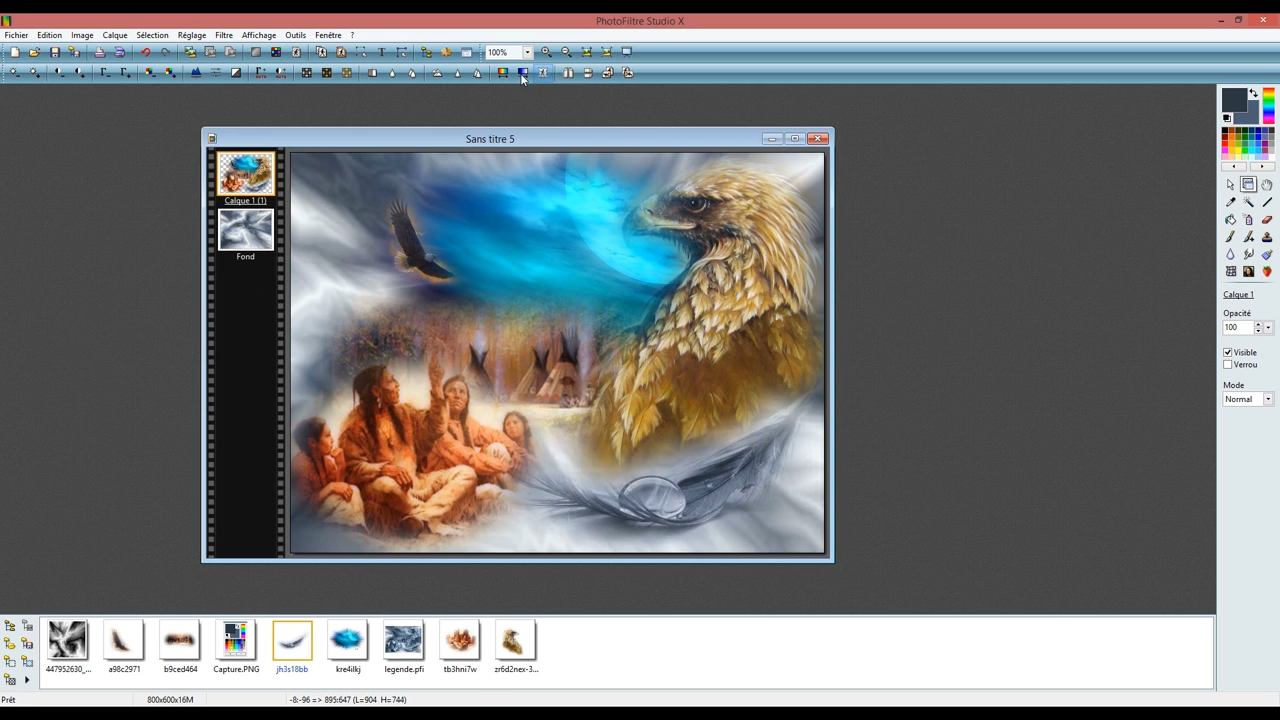 PhotoFiltre Studio X
Fichier Edition Image Calque Sélection Réglage Filtre Affichage Outils Fenêtre ?
100%
Sans titre 5
Calque 1 (1)
Fond
Calque 1
Opacité
100
Visible
Verrou
Mode
Normal
447952630_... a98c2971 b9ced464 Capture.PNG jh3s18bb kre4ilkj legende.pfi tb3hni7w zr6d2nex-3...
Prêt 800x600x16M -8:-96 => 895:647 (L=904 H=744)